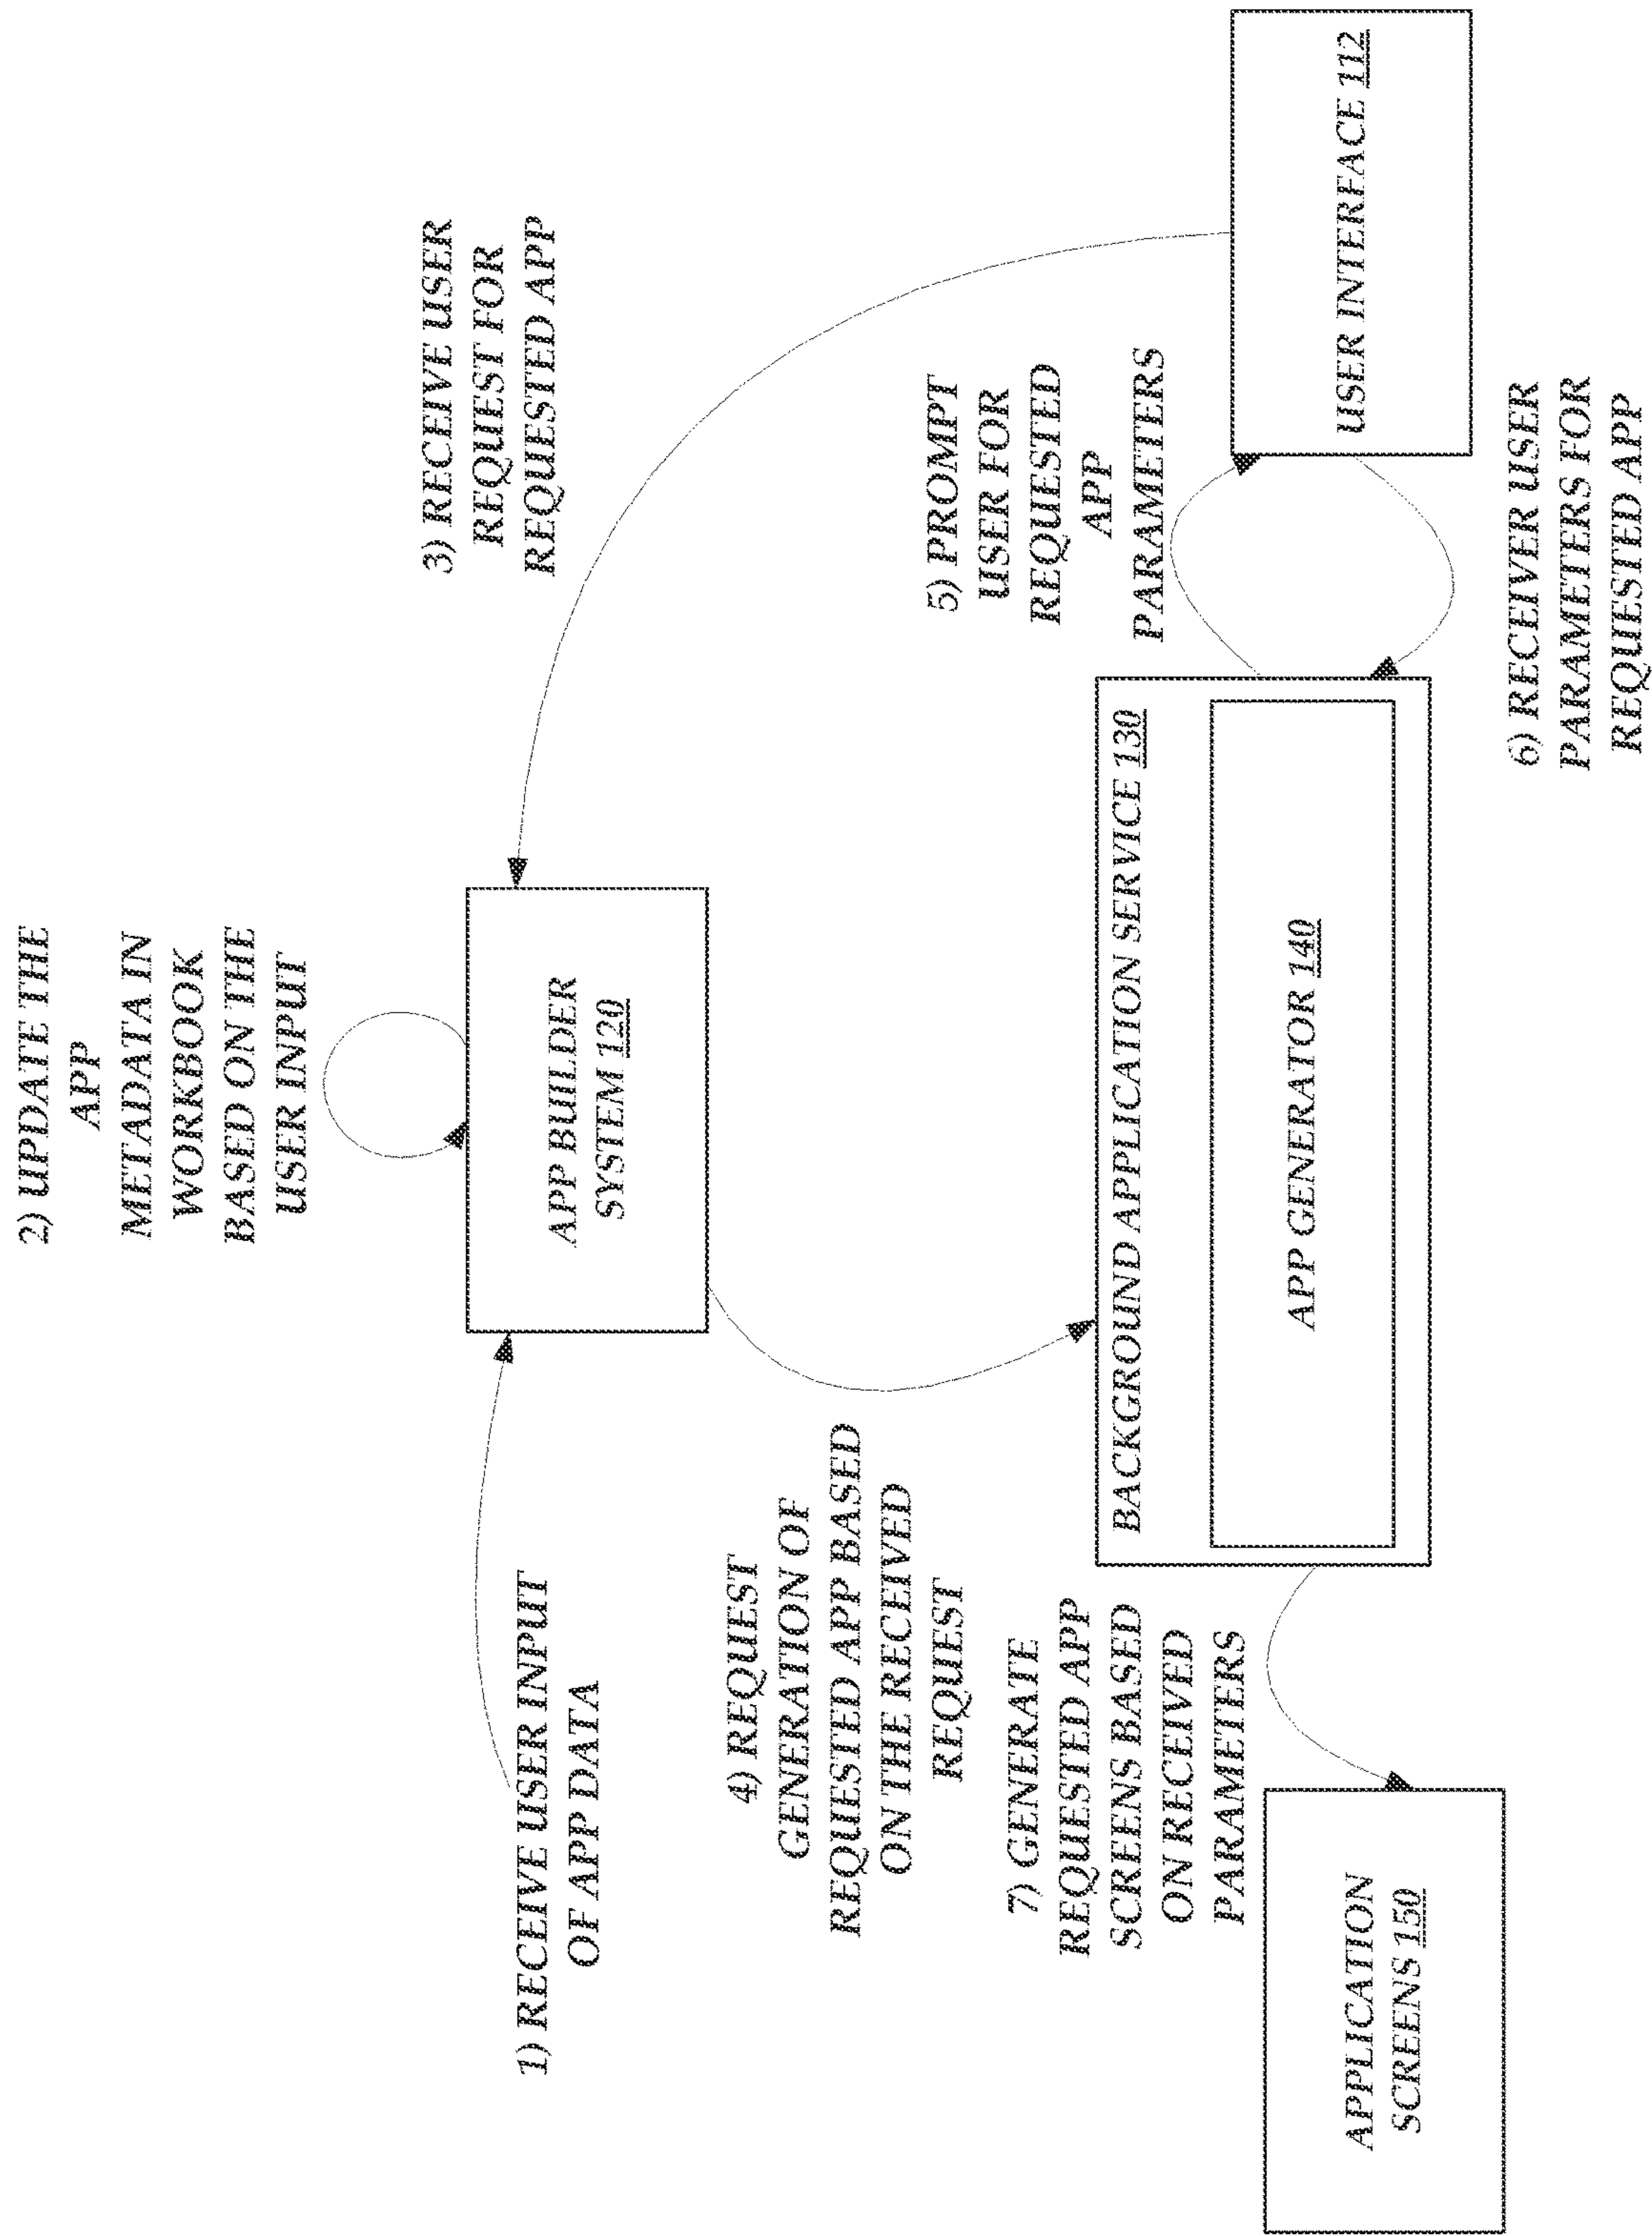 2) UPDATE THE
APP
METADATA IN
WORKBOOK
BASED ON THE
USER INPUT
3) RECEIVE USER
REQUEST FOR
REQUESTED APP
1) RECEIVE USER INPUT
OF APP DATA
APP BUILDER
SYSTEM 120
4) REQUEST
GENERATION OF
REQUESTED APP BASED
ON THE RECEIVED
REQUEST
5) PROMPT
USER FOR
REQUESTED
APP
PARAMETERS
7) GENERATE
REQUESTED APP
SCREENS BASED
ON RECEIVED
PARAMETERS
BACKGROUND APPLICATION SERVICE 130
APP GENERATOR 140
USER INTERFACE 112
APPLICATION
SCREENS 150
6) RECEIVER USER
PARAMETERS FOR
REQUESTED APP